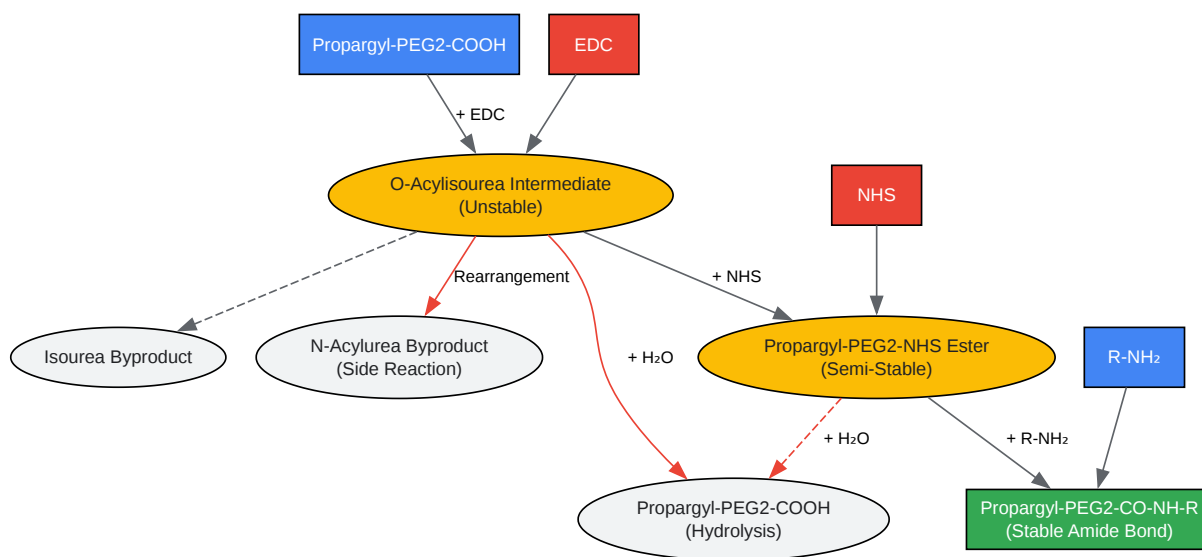 Propargyl-PEG2-COOH
EDC
+ EDC
O-Acylisourea Intermediate
(Unstable)
NHS
Rearrangement
+ NHS
Isourea Byproduct
N-Acylurea Byproduct
(Side Reaction)
+ H₂O
Propargyl-PEG2-NHS Ester
(Semi-Stable)
R-NH₂
+ H₂O
+ R-NH₂
Propargyl-PEG2-COOH
(Hydrolysis)
Propargyl-PEG2-CO-NH-R
(Stable Amide Bond)